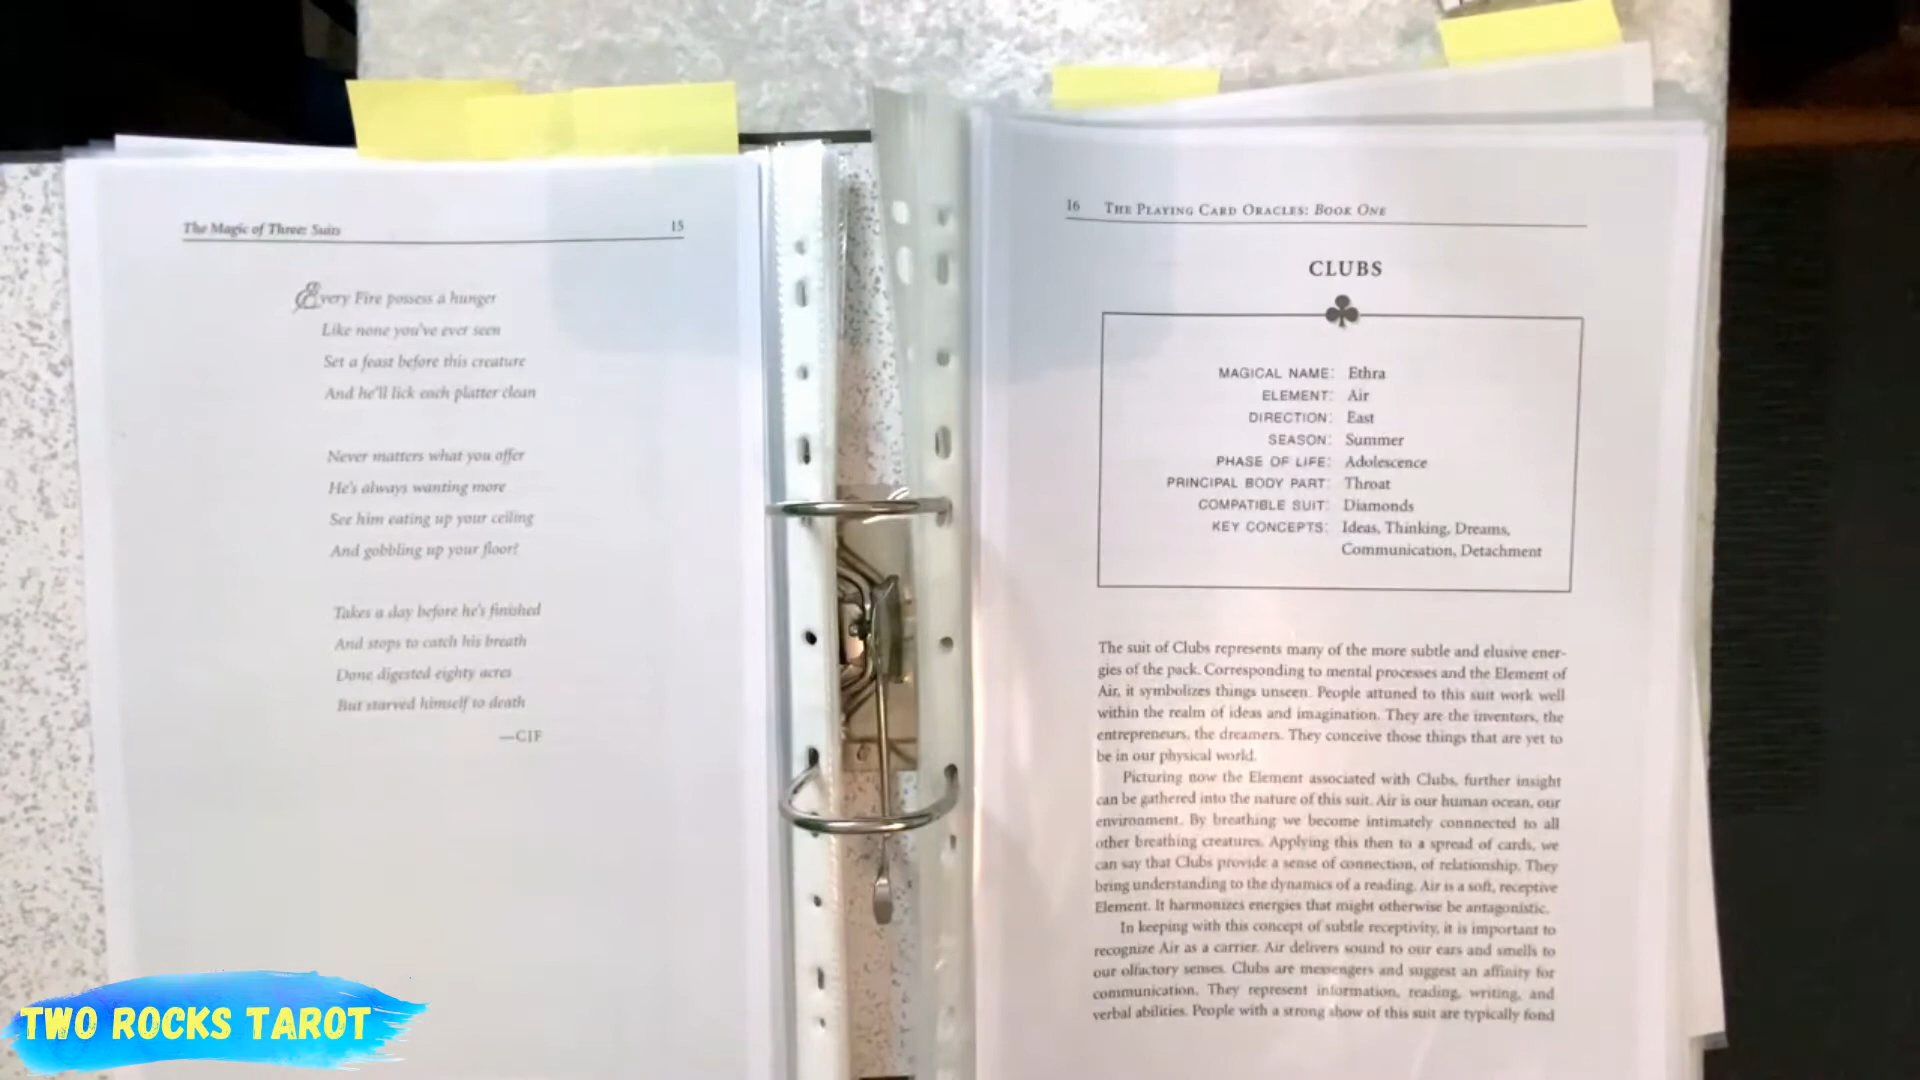 The Magic of Three: Suits 15
Every Fire possess a hunger
Like none you've ever seen
Set a feast before this creature
And he'll lick each platter clean
Never matters what you offer
He's always wanting more
See him eating up your ceiling
And gobbling up your floor!
Takes a day before he's finished
And stops to catch his breath
Done digested eighty acres
But starved himself to death
—CIF
16 THE PLAYING CARD ORACLES: BOOK ONE
CLUBS
MAGICAL NAME: Ethra
ELEMENT: Air
DIRECTION: East
SEASON: Summer
PHASE OF LIFE: Adolescence
PRINCIPAL BODY PART: Throat
COMPATIBLE SUIT: Diamonds
KEY CONCEPTS: Ideas, Thinking, Dreams,
Communication, Detachment
The suit of Clubs represents many of the more subtle and elusive ener-
gies of the pack. Corresponding to mental processes and the Element of
Air, it symbolizes things unseen. People attuned to this suit work well
within the realm of ideas and imagination. They are the inventors, the
entrepreneurs, the dreamers. They conceive those things that are yet to
be in our physical world.
Picturing now the Element associated with Clubs, further insight
can be gathered into the nature of this suit. Air is our human ocean, our
environment. By breathing we become intimately connnected to all
other breathing creatures. Applying this then to a spread of cards, we
can say that Clubs provide a sense of connection, of relationship. They
bring understanding to the dynamics of a reading. Air is a soft, receptive
Element. It harmonizes energies that might otherwise be antagonistic.
In keeping with this concept of subtle receptivity, it is important to
recognize Air as a carrier. Air delivers sound to our ears and smells to
our olfactory senses. Clubs are messengers and suggest an affinity for
communication. They represent information, reading, writing, and
verbal abilities. People with a strong show of this suit are typically fond
TWO ROCKS TAROT